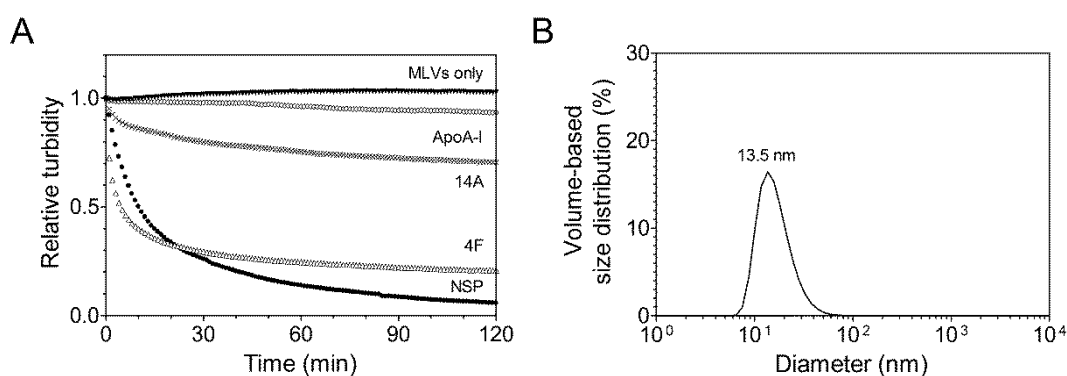 A
Relative turbidity
1.0
0.5
0.0
MLVs only
ApoA-I
14A
4F
NSP
0
30
60
90
120
Time (min)
B
Volume-based
size distribution (%)
30
20
10
0
13.5 nm
10⁰
10¹
10²
10³
10⁴
Diameter (nm)